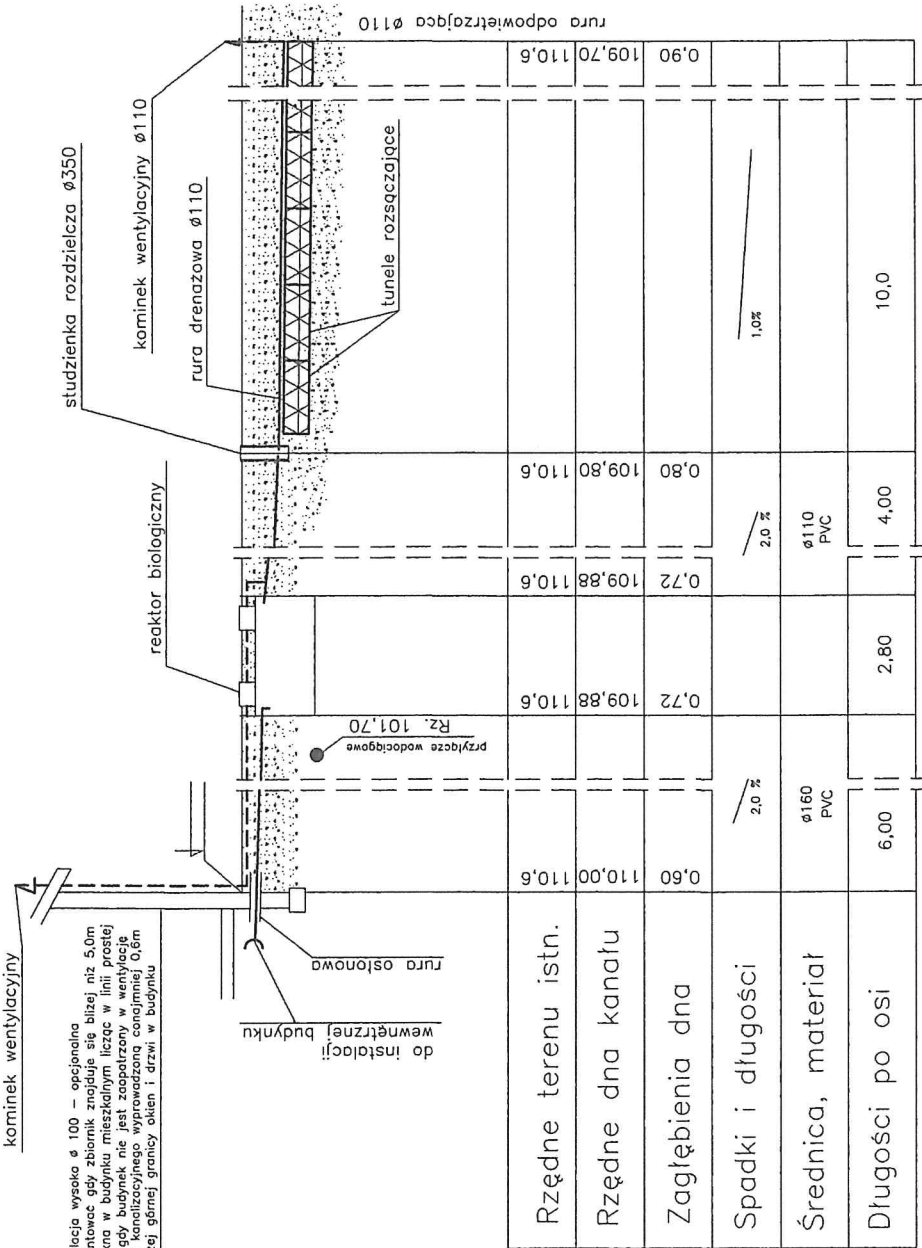 kominek wentylacyjny
lacja wysoka ø 100 – opcjonalna
ntować gdy zbiornik znajduje się bliżej niż 5,0m
kna w budynku mieszkalnym licząc w linii prostej
gdy budynek nie jest zaopatrzony w wentylację
kanalizacyjnego wyprowadzoną conajmniej 0,6m
ej górnej granicy okien i drzwi w budynku
do instalacji
wewnętrznej budynku
rura osłonowa
przyłącze wodociągowe
Rz. 101,70
reaktor biologiczny
studzienka rozdzielcza ø350
kominek wentylacyjny ø110
rura drenażowa ø110
tunele rozsączające
rura odpowietrzająca ø110
Rzędne terenu istn. 110,6 110,6 110,6 110,6 110,6
Rzędne dna kanału 110,00 109,88 109,88 109,80 109,70
Zagłębienia dna 0,60 0,72 0,72 0,80 0,90
Spadki i długości 2,0 % 2,0 % 1,0%
Średnica, materiał ø160 PVC ø110 PVC
Długości po osi 6,00 2,80 4,00 10,0